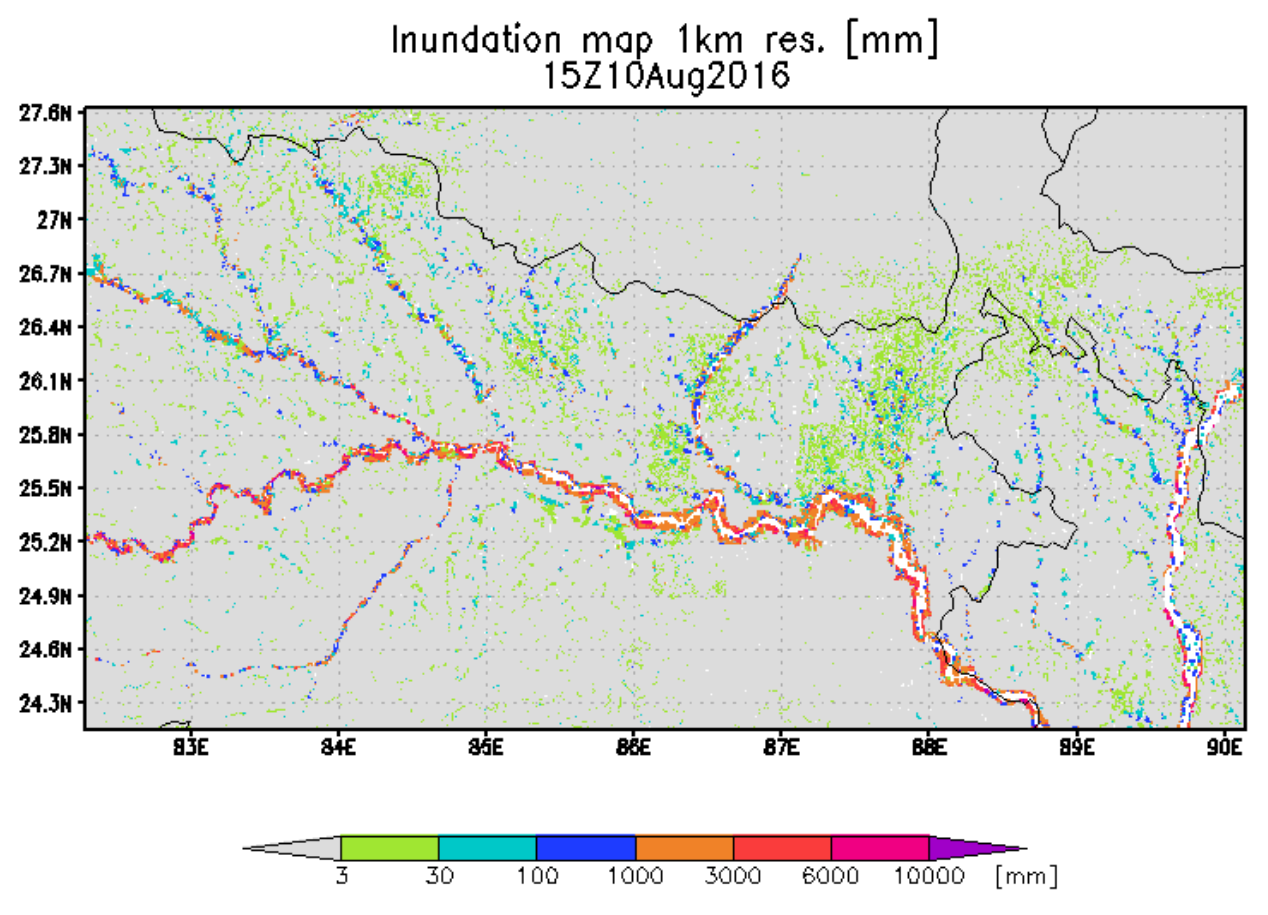 Inundation map 1km res. [mm]
15Z10Aug2016
27.6N
27.3N
27N
26.7N
26.4N
26.1N
25.8N
25.5N
25.2N
24.9N
24.6N
24.3N
83E 84E 85E 86E 87E 88E 89E 90E
3 30 100 1000 3000 6000 10000 [mm]